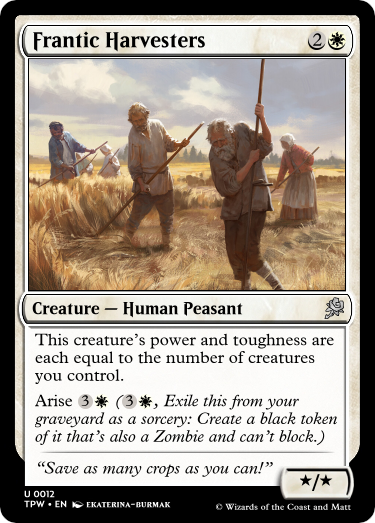 Frantic Harvesters 2
Creature — Human Peasant
This creature's power and toughness are
each equal to the number of creatures
you control.
Arise 3 (3, Exile this from your
graveyard as a sorcery: Create a black token
of it that's also a Zombie and can't block.)
“Save as many crops as you can!”
★/★
U 0012
TPW • EN EKATERINA-BURMAK
© Wizards of the Coast and Matt